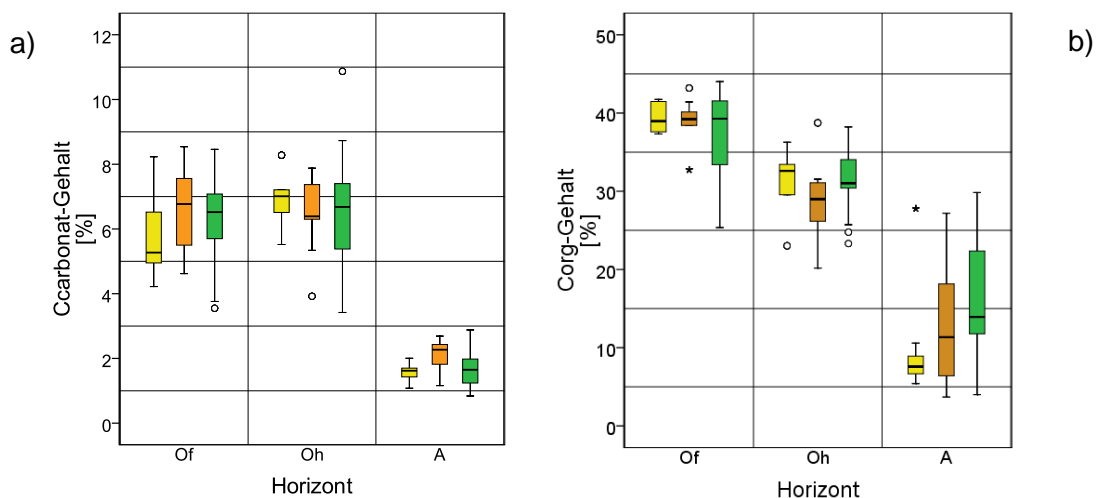 a)
Ccarbonat-Gehalt
[%]
12
10
8
6
4
2
0
Of Oh A
Horizont
b)
Corg-Gehalt
[%]
50
40
30
20
10
0
Of Oh A
Horizont